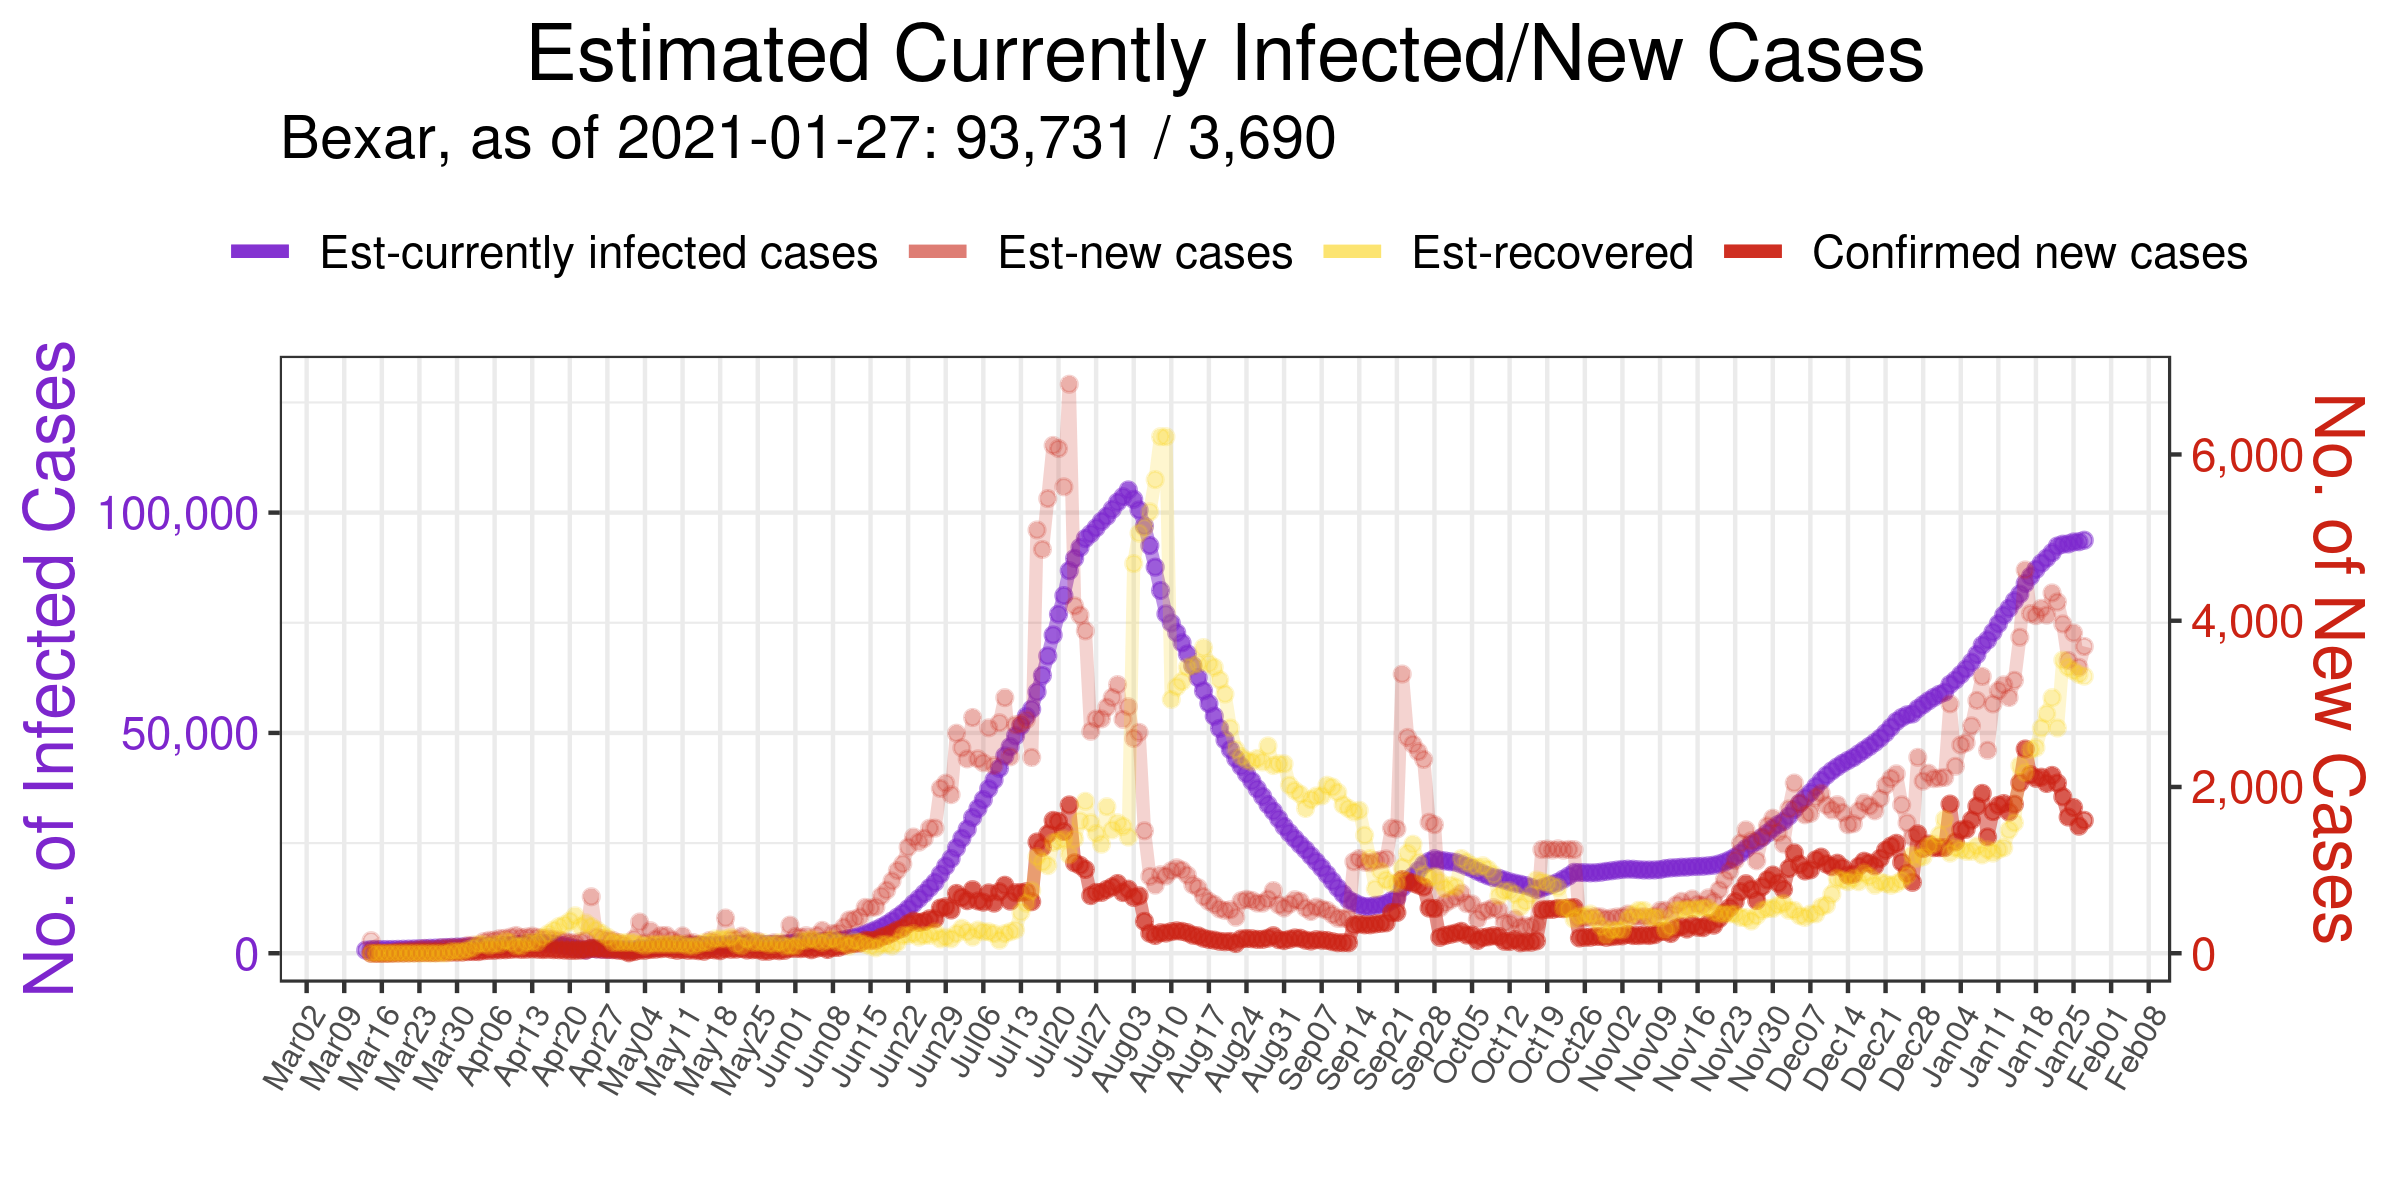 Estimated Currently Infected/New Cases
Bexar, as of 2021-01-27: 93,731 / 3,690
Est-currently infected cases Est-new cases Est-recovered Confirmed new cases
No. of Infected Cases
100,000
50,000
0
6,000
4,000
2,000
0
No. of New Cases
Mar02 Mar09 Mar16 Mar23 Mar30 Apr06 Apr13 Apr20 Apr27 May04 May11 May18 May25 Jun01 Jun08 Jun15 Jun22 Jun29 Jul06 Jul13 Jul20 Jul27 Aug03 Aug10 Aug17 Aug24 Aug31 Sep07 Sep14 Sep21 Sep28 Oct05 Oct12 Oct19 Oct26 Nov02 Nov09 Nov16 Nov23 Nov30 Dec07 Dec14 Dec21 Dec28 Jan04 Jan11 Jan18 Jan25 Feb01 Feb08